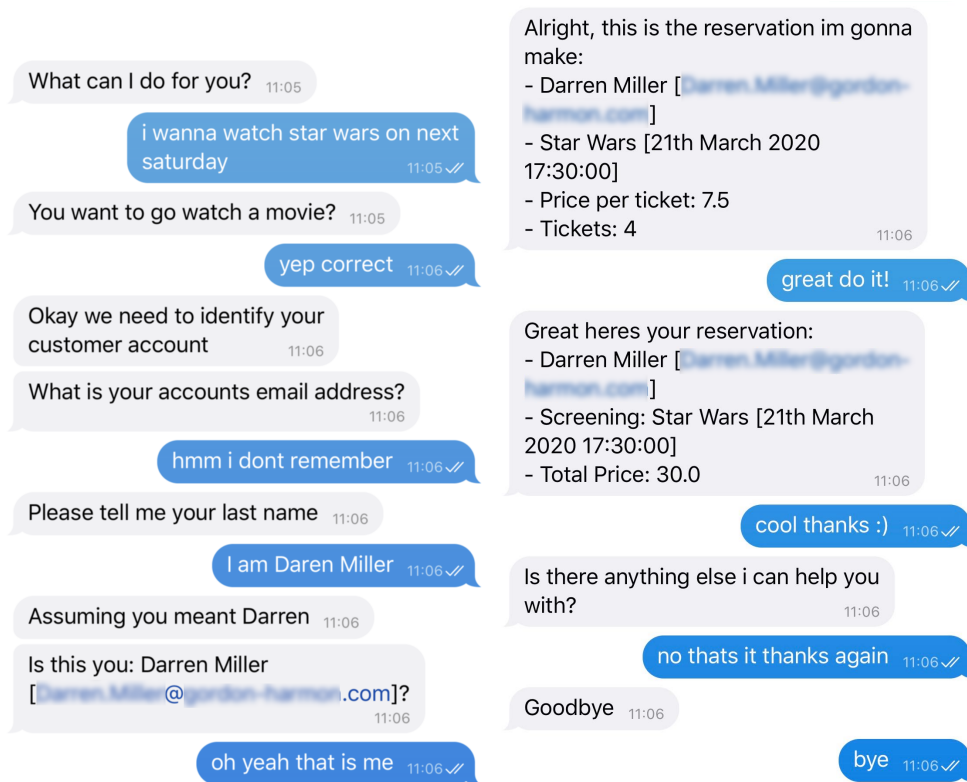 What can I do for you? 11:05
i wanna watch star wars on next
saturday 11:05
You want to go watch a movie? 11:05
yep correct 11:06
Okay we need to identify your
customer account 11:06
What is your accounts email address?
11:06
hmm i dont remember 11:06
Please tell me your last name 11:06
I am Daren Miller 11:06
Assuming you meant Darren 11:06
Is this you: Darren Miller
[@.com]?
11:06
oh yeah that is me 11:06
Alright, this is the reservation im gonna
make:
- Darren Miller [
]
- Star Wars [21th March 2020
17:30:00]
- Price per ticket: 7.5
- Tickets: 4 11:06
great do it! 11:06
Great heres your reservation:
- Darren Miller [
]
- Screening: Star Wars [21th March
2020 17:30:00]
- Total Price: 30.0 11:06
cool thanks :) 11:06
Is there anything else i can help you
with? 11:06
no thats it thanks again 11:06
Goodbye 11:06
bye 11:06